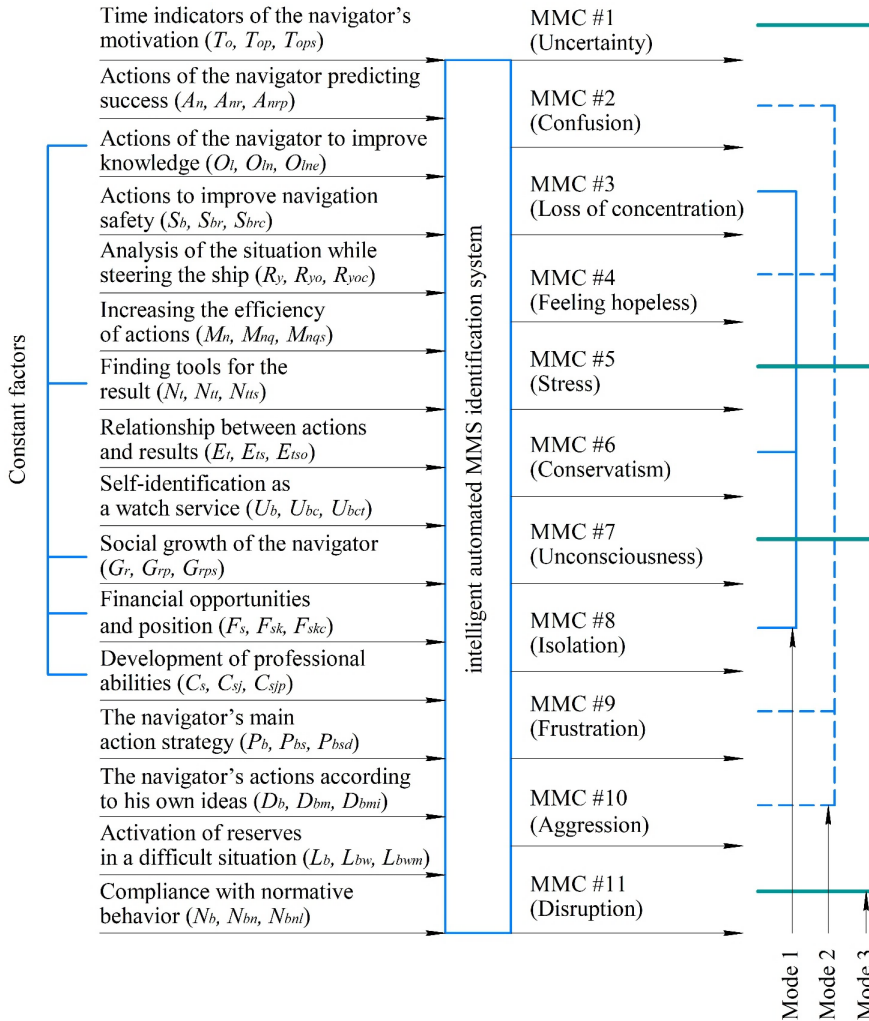 Time indicators of the navigator's
motivation (To, Top, Tops)
Actions of the navigator predicting
success (An, Anr, Anrp)
Actions of the navigator to improve
knowledge (Oi, Oin, Oine)
Actions to improve navigation
safety (Sb, Sbr, Sbrc)
Analysis of the situation while
steering the ship (Ry, Ryo, Ryoc)
Increasing the efficiency
of actions (Mn, Mnq, Mnqs)
Finding tools for the
result (Nt, Ntt, Ntts)
Relationship between actions
and results (Et, Ets, Etso)
Self-identification as
a watch service (Ub, Ubc, Ubct)
Social growth of the navigator
(Gr, Grp, Grps)
Financial opportunities
and position (Fs, Fsk, Fskc)
Development of professional
abilities (Cs, Csj, Csjp)
The navigator's main
action strategy (Pb, Pbs, Pbsd)
The navigator's actions according
to his own ideas (Db, Dbm, Dbmi)
Activation of reserves
in a difficult situation (Lb, Lbw, Lbwm)
Compliance with normative
behavior (Nb, Nbn, Nbnl)
Constant factors
intelligent automated MMS identification system
MMC #1
(Uncertainty)
MMC #2
(Confusion)
MMC #3
(Loss of concentration)
MMC #4
(Feeling hopeless)
MMC #5
(Stress)
MMC #6
(Conservatism)
MMC #7
(Unconsciousness)
MMC #8
(Isolation)
MMC #9
(Frustration)
MMC #10
(Aggression)
MMC #11
(Disruption)
Mode 1
Mode 2
Mode 3